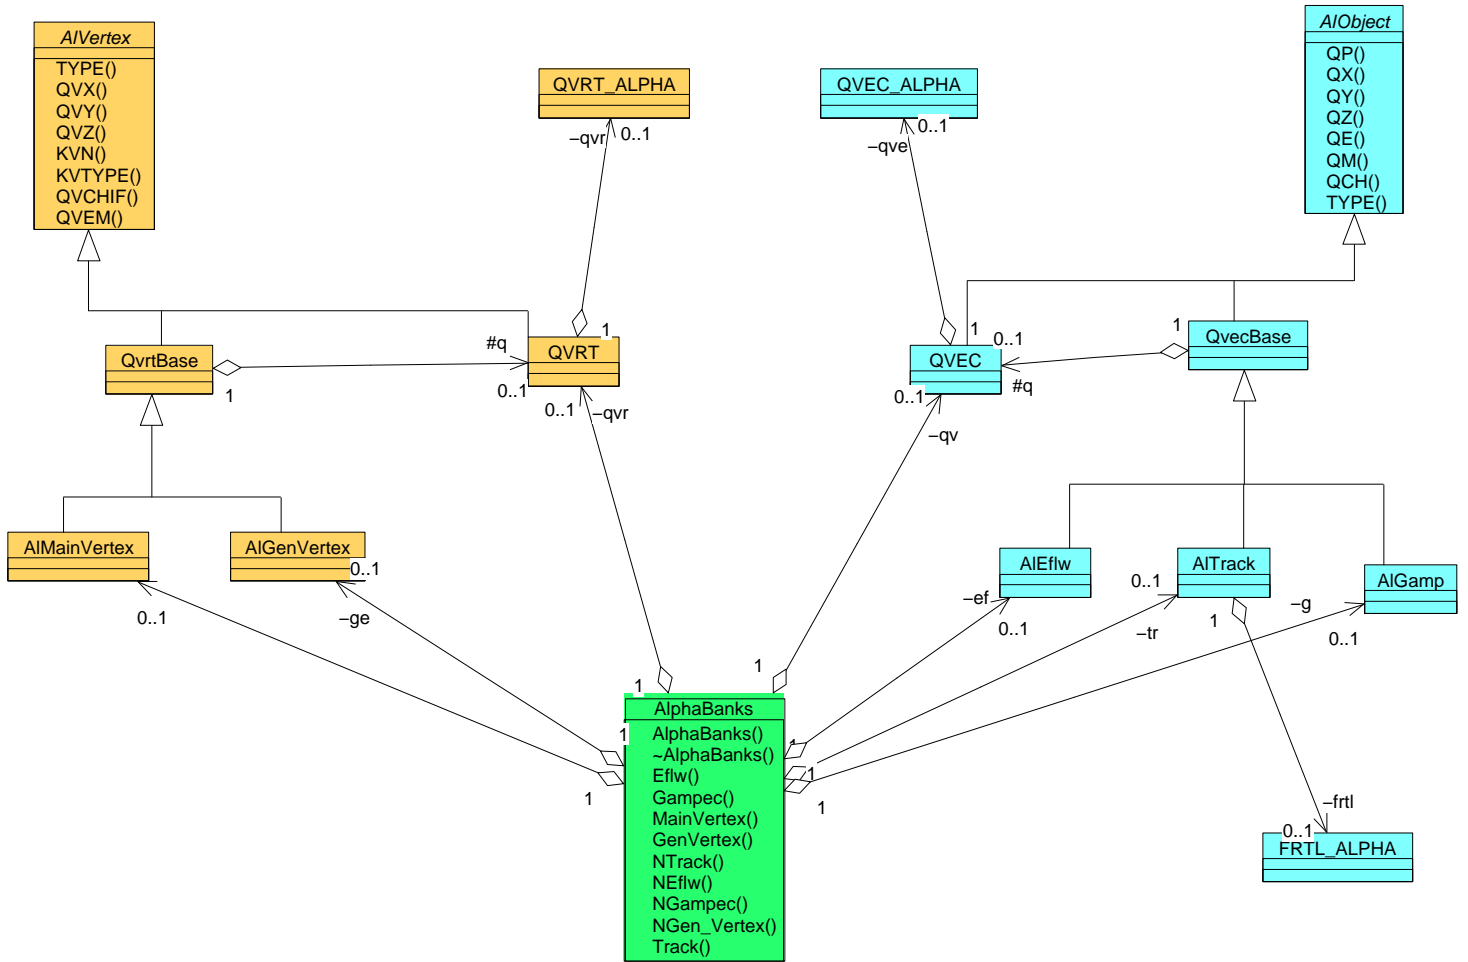 AlVertex
TYPE()
QVX()
QVY()
QVZ()
KVN()
KVTYPE()
QVCHIF()
QVEM()
QVRT_ALPHA
–qvr
0..1
QVEC_ALPHA
–qve
0..1
AlObject
QP()
QX()
QY()
QZ()
QE()
QM()
QCH()
TYPE()
QvrtBase
1
#q
0..1
QVRT
1
0..1
–qvr
QVEC
1
0..1
0..1
–qv
#q
QvecBase
1
AlMainVertex
0..1
AlGenVertex
0..1
–ge
AlEflw
–ef
0..1
AlTrack
0..1
–tr
1
AlGamp
–g
0..1
1
1
1
1
1
1
1
AlphaBanks
AlphaBanks()
~AlphaBanks()
Eflw()
Gampec()
MainVertex()
GenVertex()
NTrack()
NEflw()
NGampec()
NGen_Vertex()
Track()
–frtl
0..1
FRTL_ALPHA